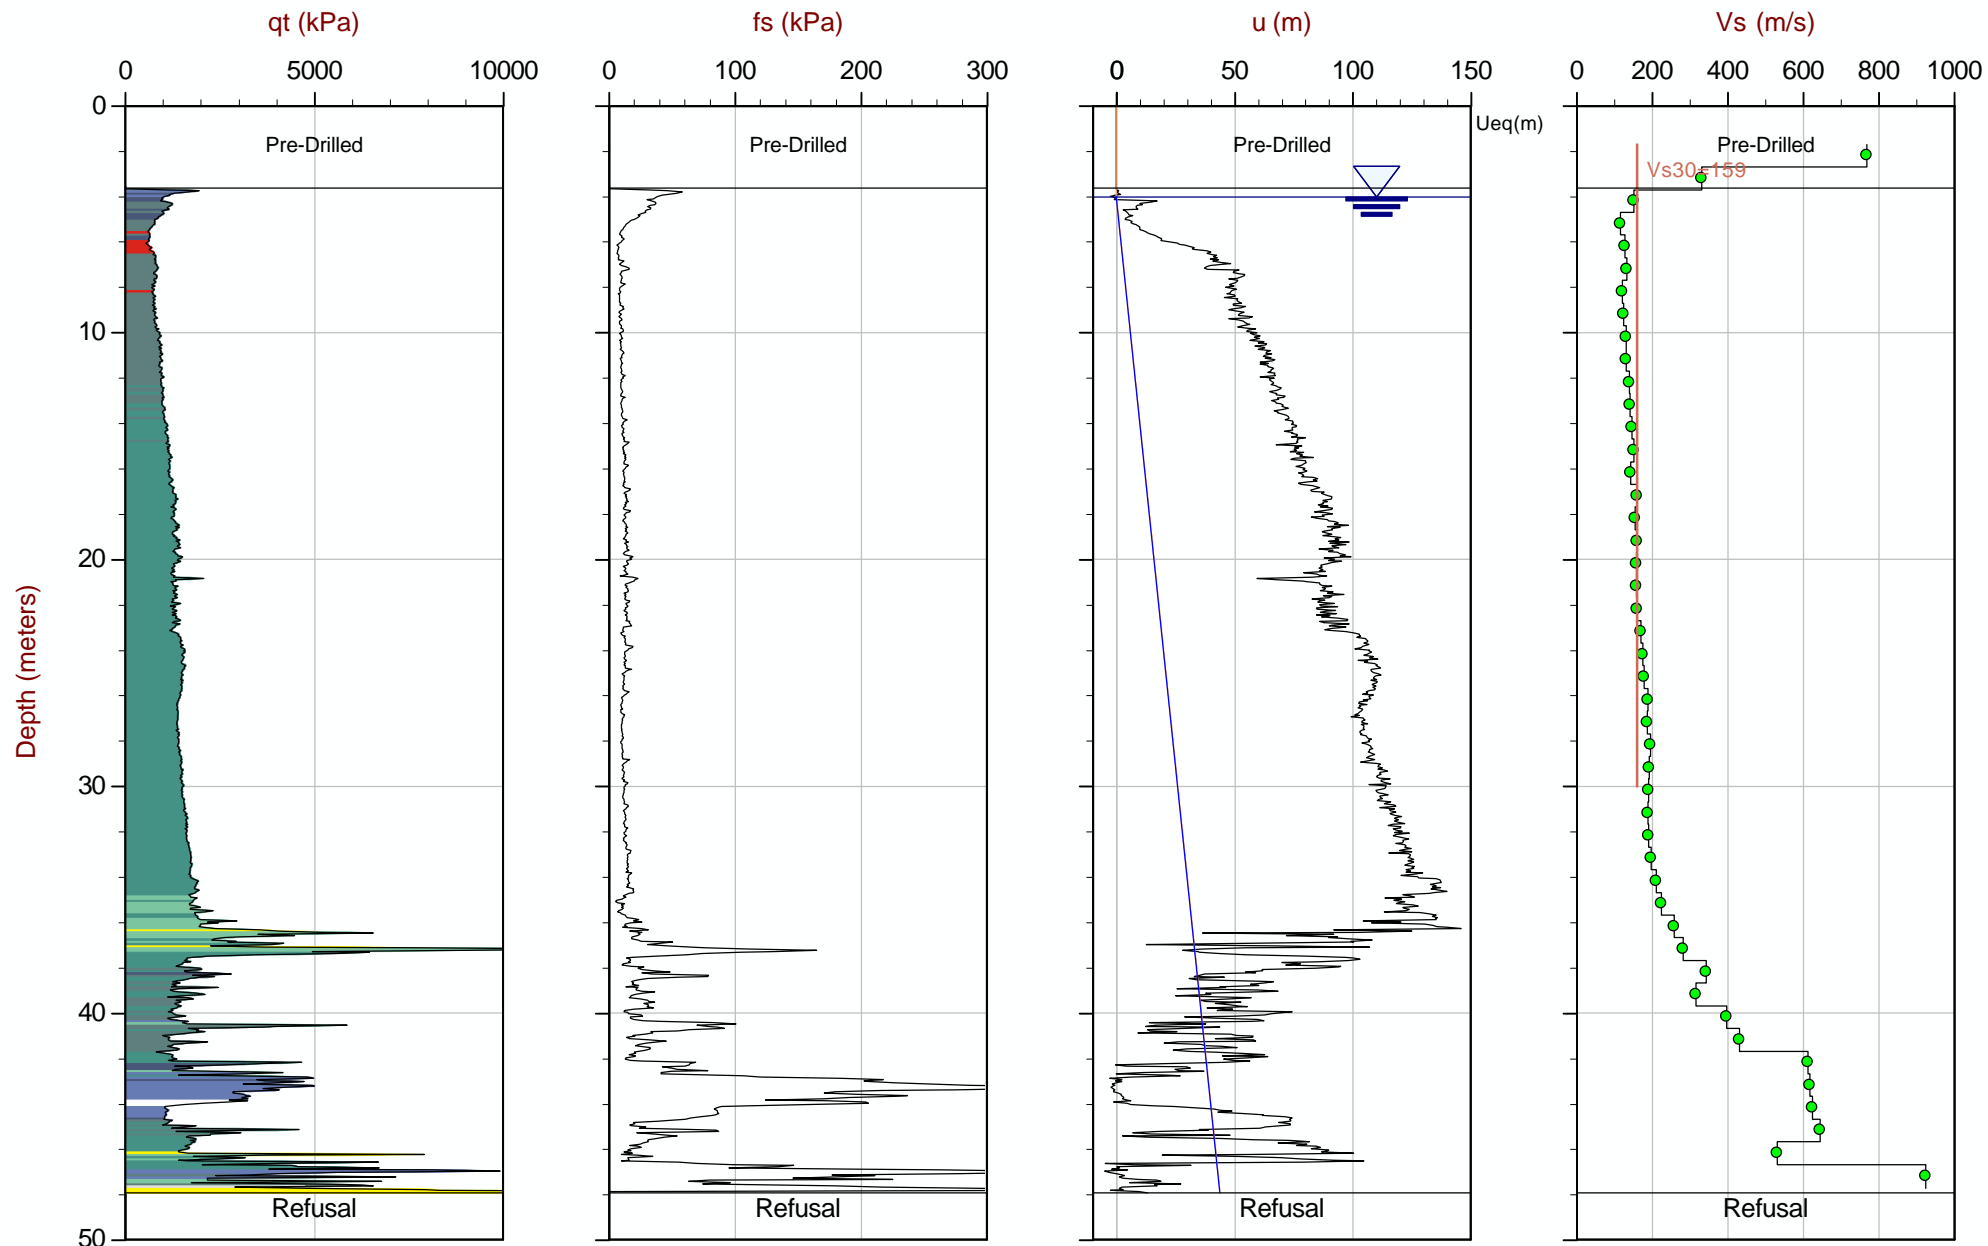 qt (kPa)
fs (kPa)
u (m)
Vs (m/s)
0 5000 10000
0 100 200 300
0 50 100 150
0 200 400 600 800 1000
Ueq(m)
Pre-Drilled
Pre-Drilled
Pre-Drilled
Pre-Drilled
Vs30=159
Depth (meters)
0
10
20
30
40
50
Refusal
Refusal
Refusal
Refusal